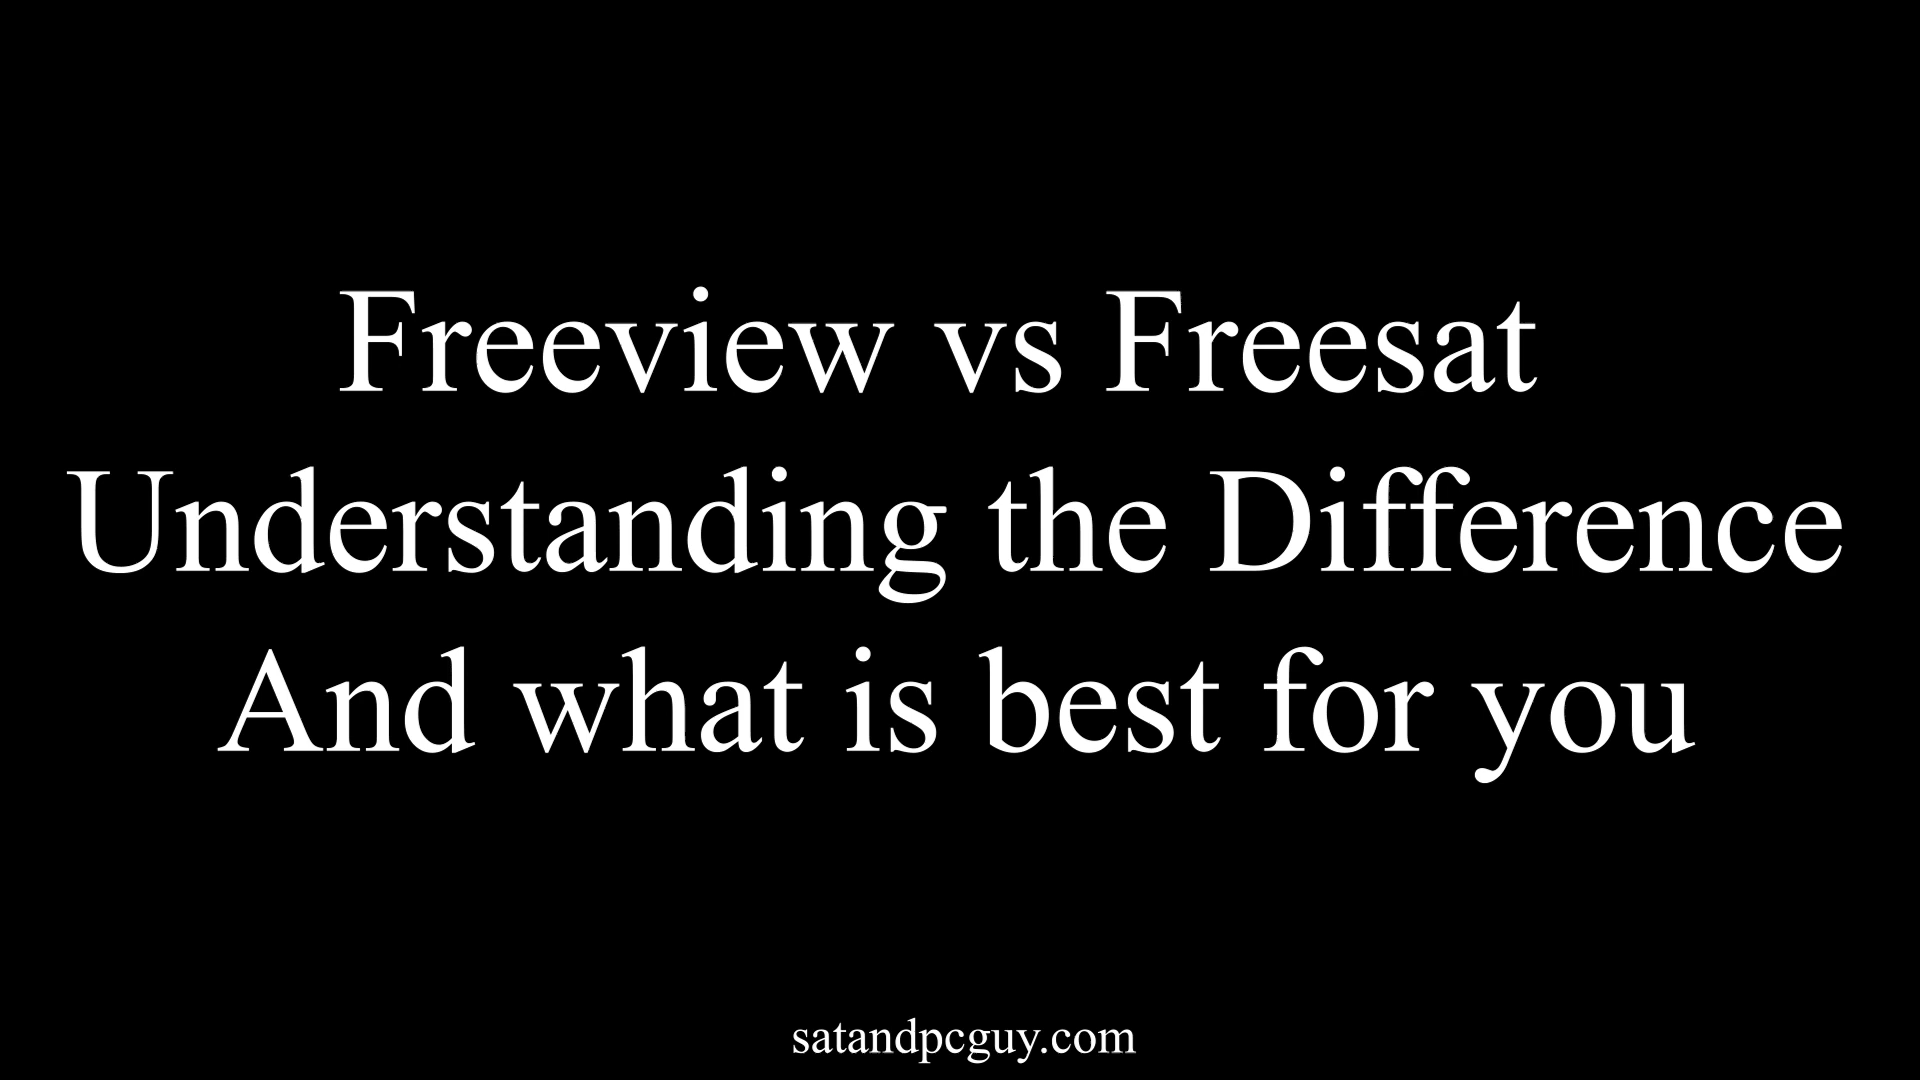 Freeview vs Freesat
Understanding the Difference
And what is best for you
satandpcguy.com